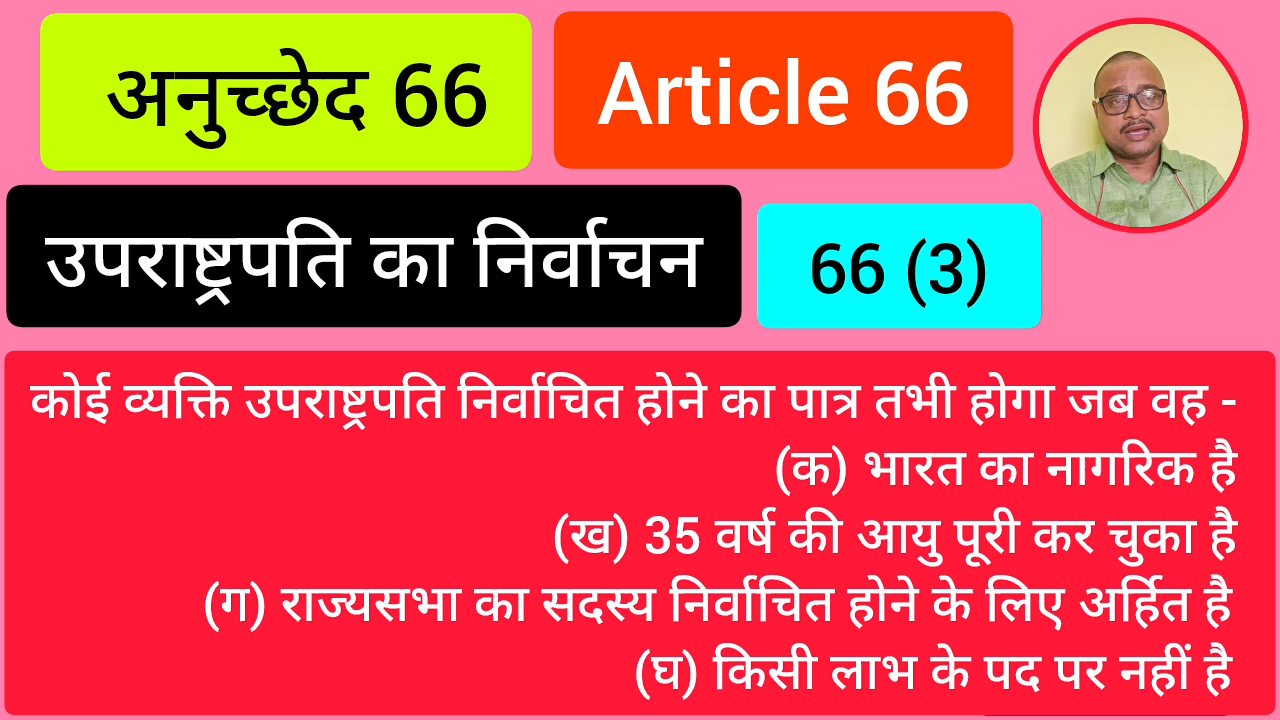 अनुच्छेद 66
Article 66
उपराष्ट्रपति का निर्वाचन
66 (3)
कोई व्यक्ति उपराष्ट्रपति निर्वाचित होने का पात्र तभी होगा जब वह -
(क) भारत का नागरिक है
(ख) 35 वर्ष की आयु पूरी कर चुका है
(ग) राज्यसभा का सदस्य निर्वाचित होने के लिए अर्हित है
(घ) किसी लाभ के पद पर नहीं है